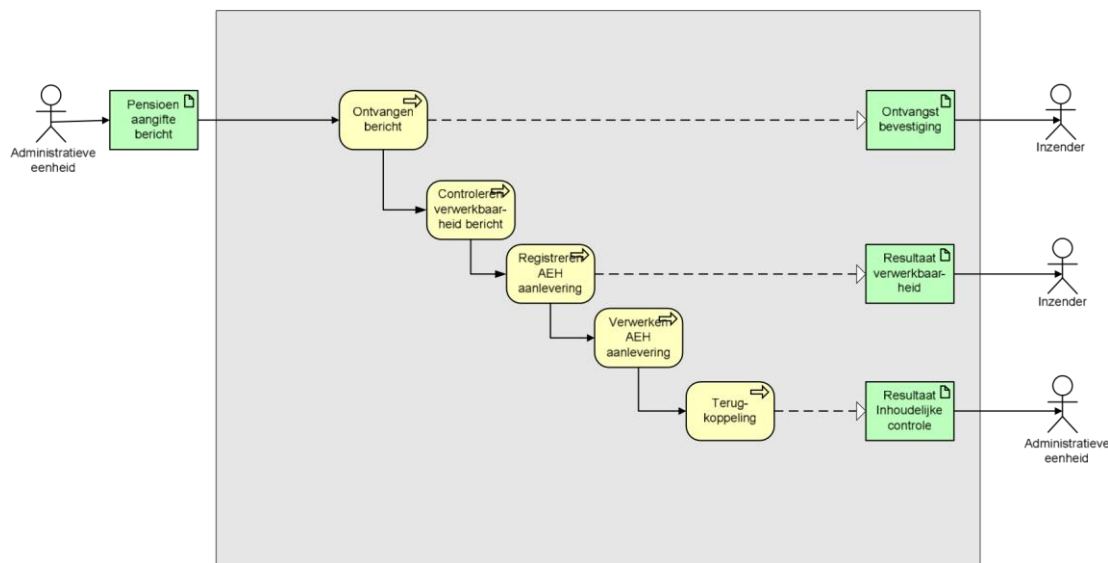 Administratieve
eenheid
Pensioen
aangifte
bericht
Ontvangen
bericht
Ontvangst
bevestiging
Inzender
Controleren
verwerkbaar-
heid bericht
Registreren
AEH
aanlevering
Resultaat
verwerkbaar-
heid
Inzender
Verwerken
AEH
aanlevering
Terug-
koppeling
Resultaat
Inhoudelijke
controle
Administratieve
eenheid